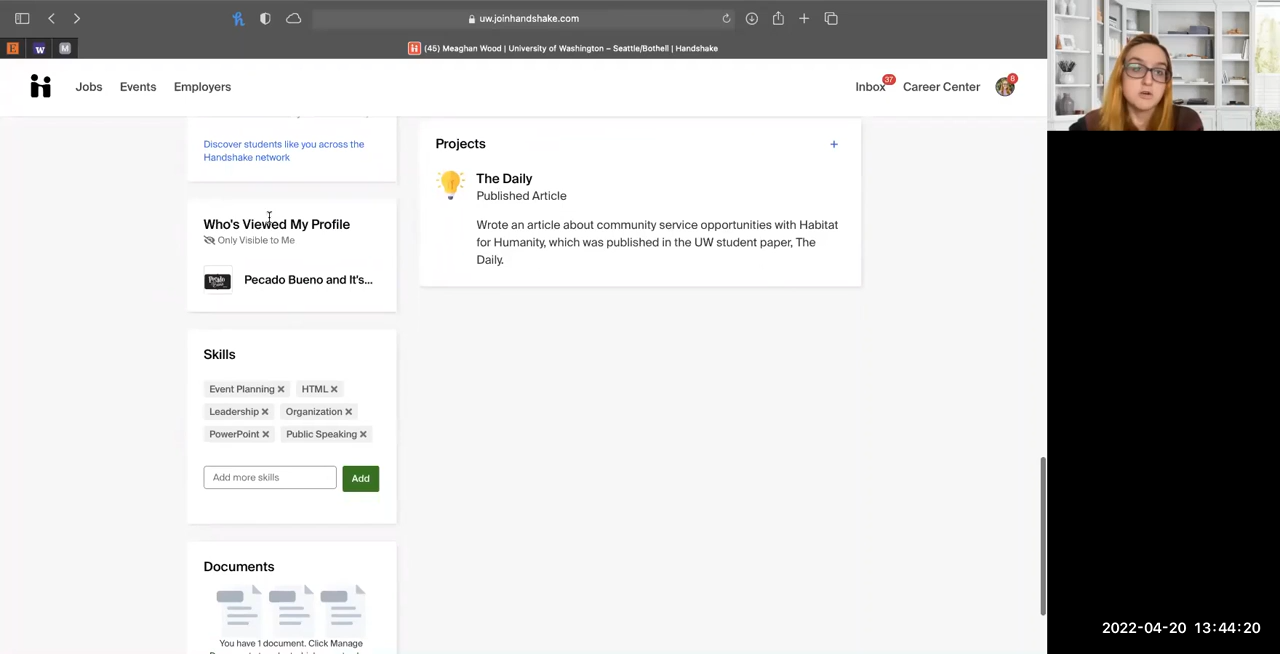 uw.joinhandshake.com
E
w
M
(45) Meaghan Wood | University of Washington – Seattle/Bothell | Handshake
Jobs
Events
Employers
Inbox
37
Career Center
6
Discover students like you across the
Handshake network
Who's Viewed My Profile
Only Visible to Me
Pecado Bueno and It's...
Skills
Event Planning ×
HTML ×
Leadership ×
Organization ×
PowerPoint ×
Public Speaking ×
Add more skills
Add
Documents
You have 1 document. Click Manage
Projects
+
The Daily
Published Article
Wrote an article about community service opportunities with Habitat
for Humanity, which was published in the UW student paper, The
Daily.
2022-04-20 13:44:20